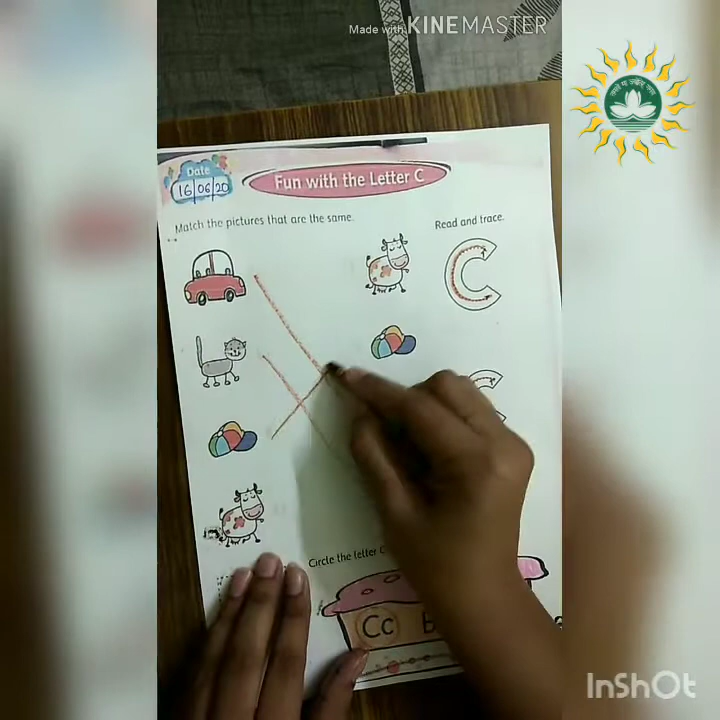 Made with KINEMASTER
Date
16 06 20
Fun with the Letter C
Match the pictures that are the same.
Read and trace.
C
C
Circle the letter C
Cc
InShOt